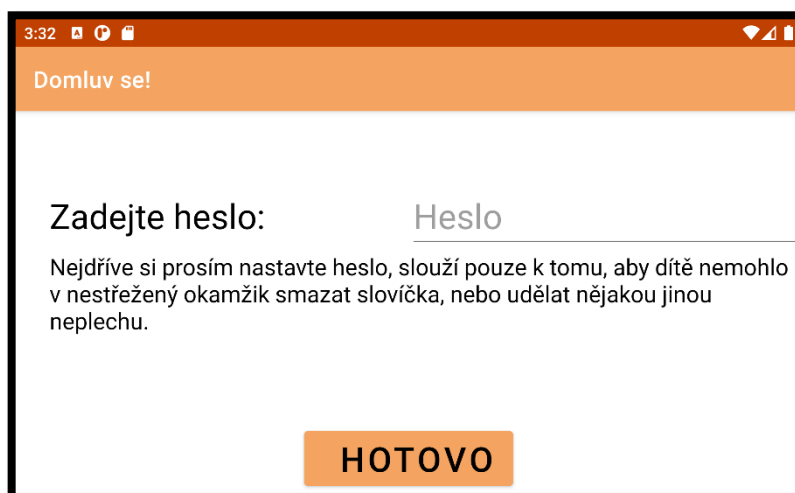 3:32
Domluv se!
Zadejte heslo: Heslo
Nejdříve si prosím nastavte heslo, slouží pouze k tomu, aby dítě nemohlo
v nestřežený okamžik smazat slovíčka, nebo udělat nějakou jinou
neplechu.
HOTOVO